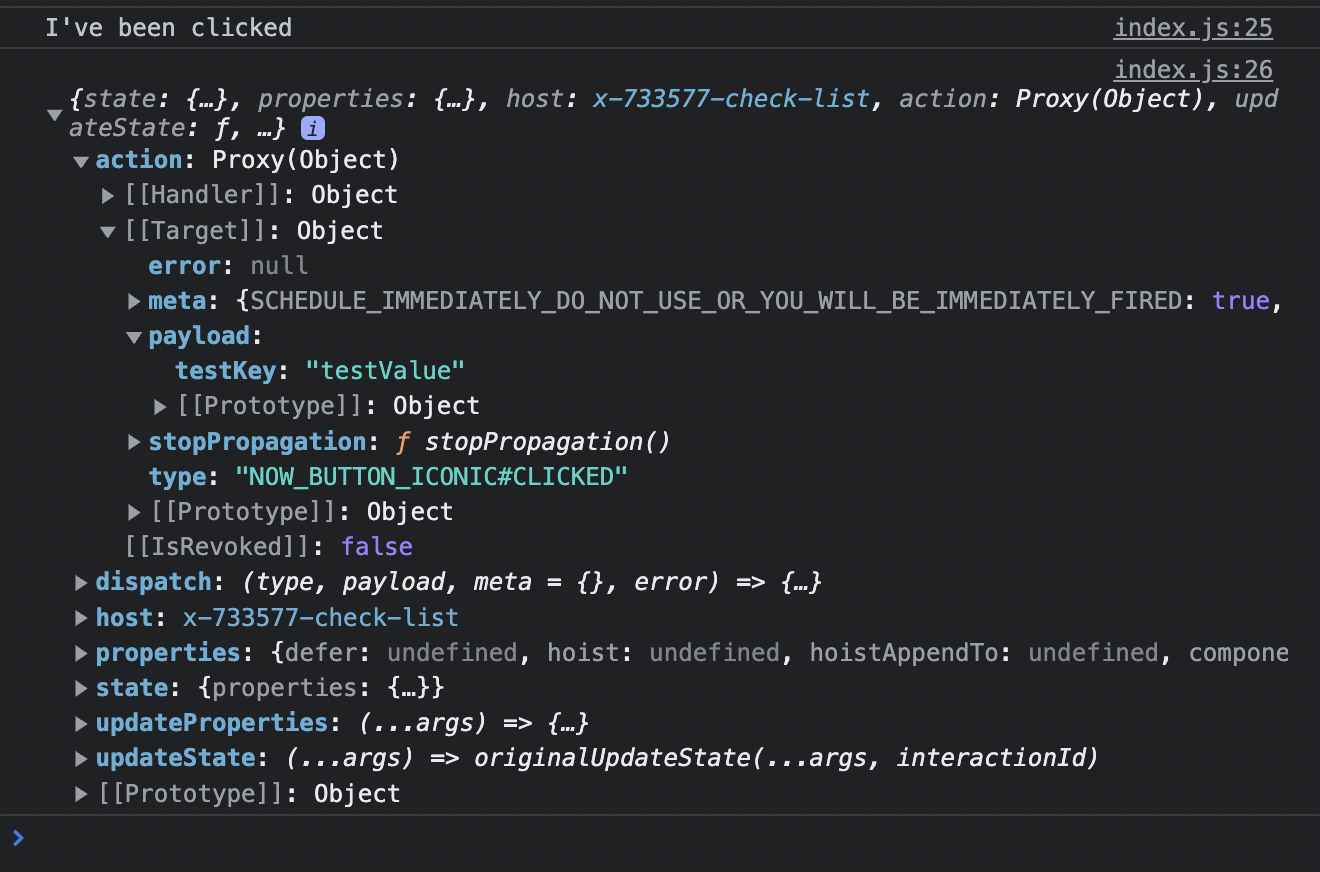 I've been clicked index.js:25
index.js:26
{state: {…}, properties: {…}, host: x-733577-check-list, action: Proxy(Object), upd
ateState: ƒ, …} i
action: Proxy(Object)
[[Handler]]: Object
[[Target]]: Object
error: null
meta: {SCHEDULE_IMMEDIATELY_DO_NOT_USE_OR_YOU_WILL_BE_IMMEDIATELY_FIRED: true,
payload:
testKey: "testValue"
[[Prototype]]: Object
stopPropagation: ƒ stopPropagation()
type: "NOW_BUTTON_ICONIC#CLICKED"
[[Prototype]]: Object
[[IsRevoked]]: false
dispatch: (type, payload, meta = {}, error) => {…}
host: x-733577-check-list
properties: {defer: undefined, hoist: undefined, hoistAppendTo: undefined, compone
state: {properties: {…}}
updateProperties: (...args) => {…}
updateState: (...args) => originalUpdateState(...args, interactionId)
[[Prototype]]: Object